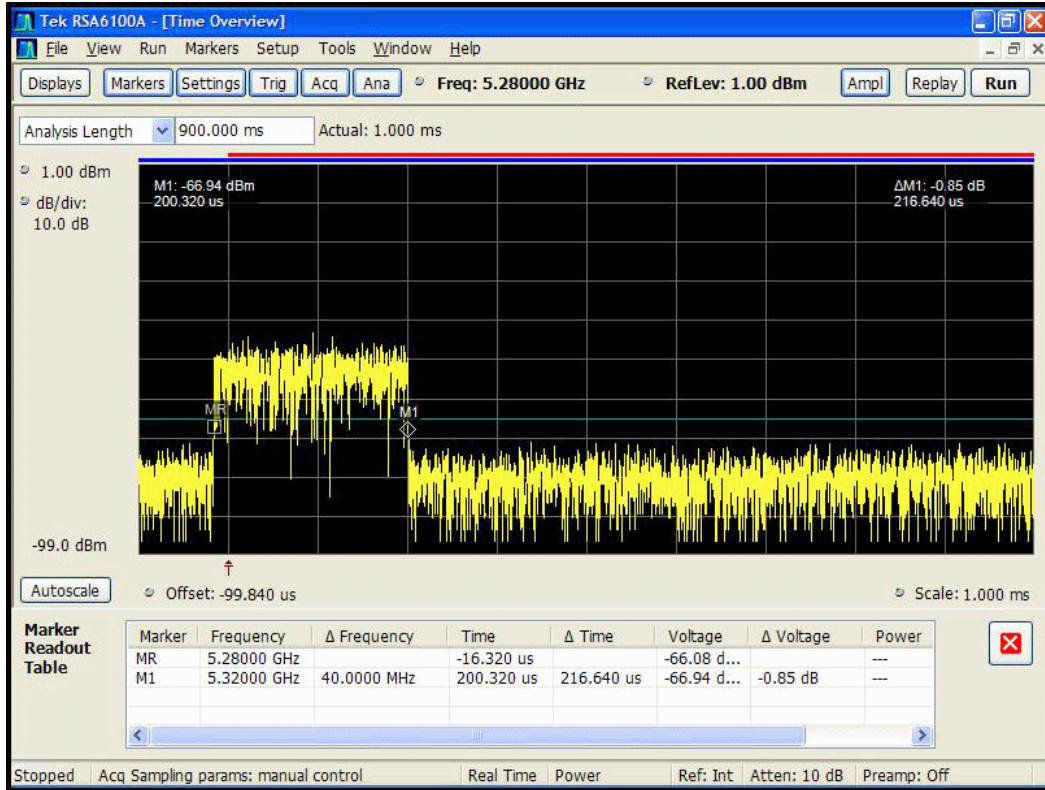 Tek RSA6100A - [Time Overview]
File View Run Markers Setup Tools Window Help
Displays Markers Settings Trig Acq Ana Freq: 5.28000 GHz RefLev: 1.00 dBm Ampl Replay Run
Analysis Length 900.000 ms Actual: 1.000 ms
1.00 dBm
dB/div:
10.0 dB
-99.0 dBm
M1: -66.94 dBm
200.320 us
ΔM1: -0.85 dB
216.640 us
MR
M1
Autoscale Offset: -99.840 us Scale: 1.000 ms
Marker
Readout
Table
Marker Frequency Δ Frequency Time Δ Time Voltage Δ Voltage Power
MR 5.28000 GHz -16.320 us -66.08 d... ---
M1 5.32000 GHz 40.0000 MHz 200.320 us 216.640 us -66.94 d... -0.85 dB ---
Stopped Acq Sampling params: manual control Real Time Power Ref: Int Atten: 10 dB Preamp: Off